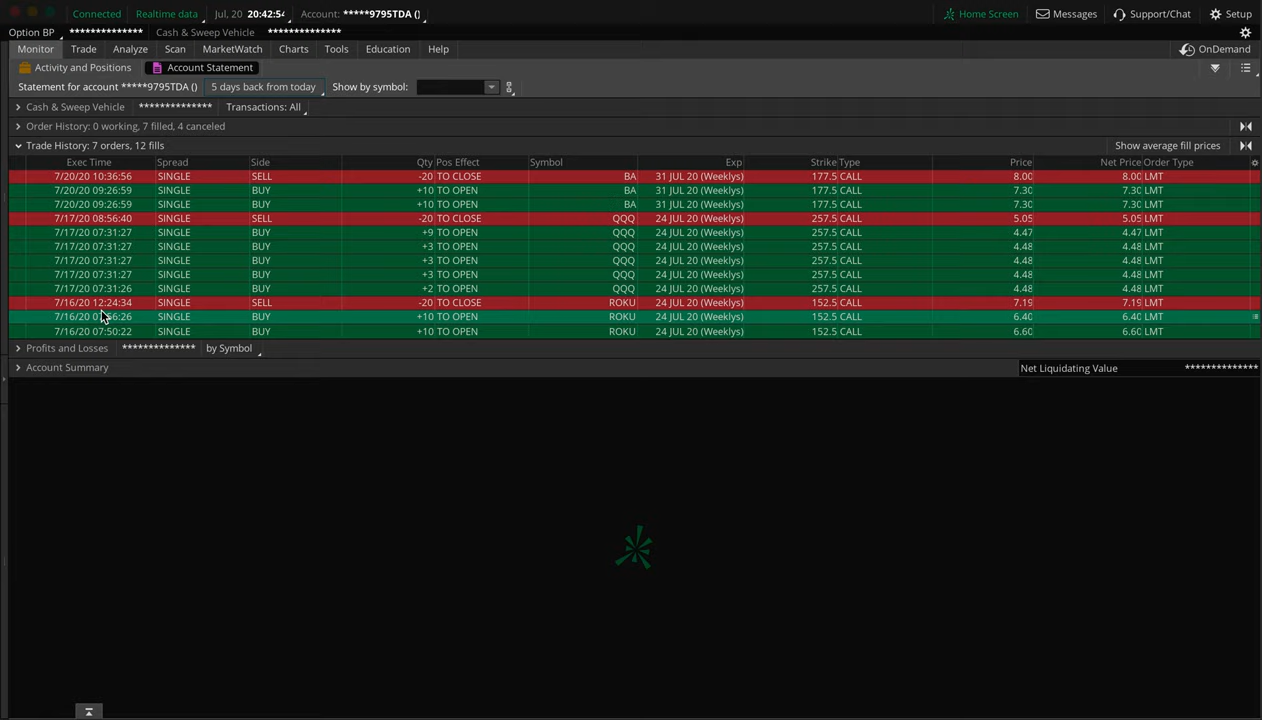 Connected Realtime data Jul, 20 20:42:54 Account: *****9795TDA ()
Home Screen Messages Support/Chat Setup
Option BP ************** Cash & Sweep Vehicle **************
Monitor Trade Analyze Scan MarketWatch Charts Tools Education Help OnDemand
Activity and Positions Account Statement
Statement for account *****9795TDA () 5 days back from today Show by symbol:
Cash & Sweep Vehicle ************** Transactions: All
Order History: 0 working, 7 filled, 4 canceled
Trade History: 7 orders, 12 fills Show average fill prices
Exec Time Spread Side Qty Pos Effect Symbol Exp Strike Type Price Net Price Order Type
7/20/20 10:36:56 SINGLE SELL -20 TO CLOSE BA 31 JUL 20 (Weeklys) 177.5 CALL 8.00 8.00 LMT
7/20/20 09:26:59 SINGLE BUY +10 TO OPEN BA 31 JUL 20 (Weeklys) 177.5 CALL 7.30 7.30 LMT
7/20/20 09:26:59 SINGLE BUY +10 TO OPEN BA 31 JUL 20 (Weeklys) 177.5 CALL 7.30 7.30 LMT
7/17/20 08:56:40 SINGLE SELL -20 TO CLOSE QQQ 24 JUL 20 (Weeklys) 257.5 CALL 5.05 5.05 LMT
7/17/20 07:31:27 SINGLE BUY +9 TO OPEN QQQ 24 JUL 20 (Weeklys) 257.5 CALL 4.47 4.47 LMT
7/17/20 07:31:27 SINGLE BUY +3 TO OPEN QQQ 24 JUL 20 (Weeklys) 257.5 CALL 4.48 4.48 LMT
7/17/20 07:31:27 SINGLE BUY +3 TO OPEN QQQ 24 JUL 20 (Weeklys) 257.5 CALL 4.48 4.48 LMT
7/17/20 07:31:27 SINGLE BUY +3 TO OPEN QQQ 24 JUL 20 (Weeklys) 257.5 CALL 4.48 4.48 LMT
7/17/20 07:31:26 SINGLE BUY +2 TO OPEN QQQ 24 JUL 20 (Weeklys) 257.5 CALL 4.48 4.48 LMT
7/16/20 12:24:34 SINGLE SELL -20 TO CLOSE ROKU 24 JUL 20 (Weeklys) 152.5 CALL 7.19 7.19 LMT
7/16/20 SINGLE BUY +10 TO OPEN ROKU 24 JUL 20 (Weeklys) 152.5 CALL 6.40 6.40 LMT
7/16/20 07:50:22 SINGLE BUY +10 TO OPEN ROKU 24 JUL 20 (Weeklys) 152.5 CALL 6.60 6.60 LMT
Profits and Losses ************** by Symbol
Account Summary Net Liquidating Value **************